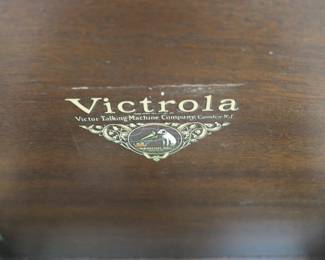 Victrola
Victor Talking Machine Company, Camden N.J.